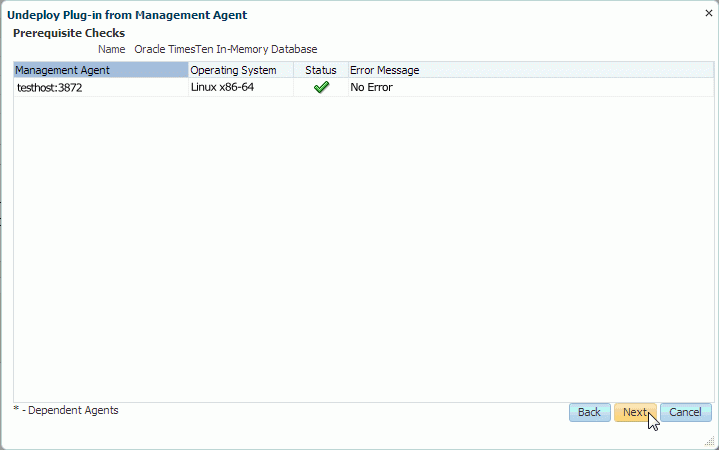 Undeploy Plug-in from Management Agent
Prerequisite Checks
Name Oracle TimesTen In-Memory Database
Management Agent Operating System Status Error Message
testhost:3872 Linux x86-64 No Error
* - Dependent Agents Back Next Cancel